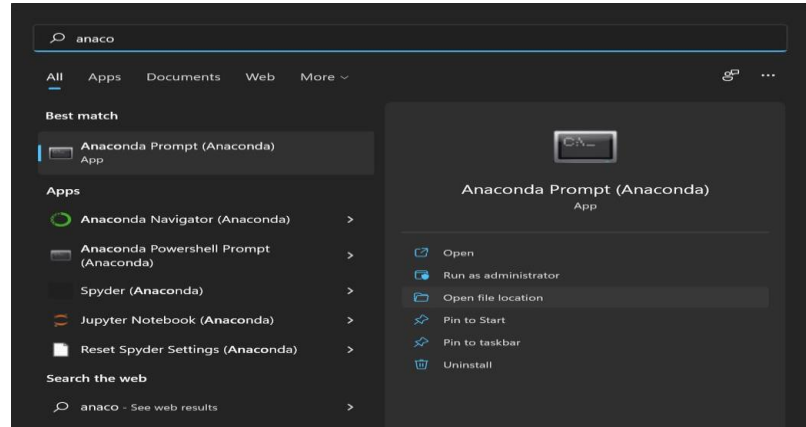 anaco
All Apps Documents Web More
Best match
Anaconda Prompt (Anaconda)
App
Apps
Anaconda Navigator (Anaconda)
Anaconda Powershell Prompt
(Anaconda)
Spyder (Anaconda)
Jupyter Notebook (Anaconda)
Reset Spyder Settings (Anaconda)
Search the web
anaco - See web results
C:\_
Anaconda Prompt (Anaconda)
App
Open
Run as administrator
Open file location
Pin to Start
Pin to taskbar
Uninstall